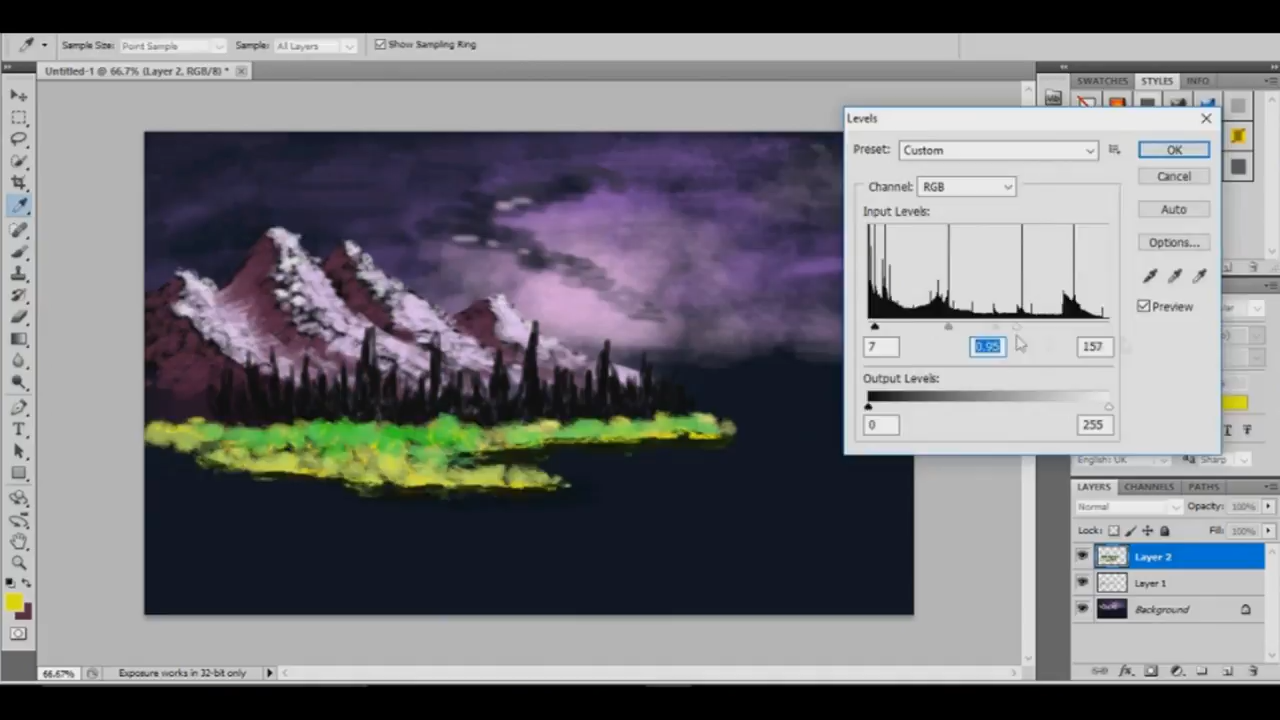 Sample Size: Point Sample Sample: All Layers Show Sampling Ring
Untitled-1 @ 66.7% (Layer 2, RGB/8) *
SWATCHES STYLES INFO
Levels
Preset: Custom
OK
Channel: RGB
Cancel
Input Levels:
Auto
Options...
Preview
7 0.95 157
Output Levels:
0 255
T
English: UK Sharp
LAYERS CHANNELS PATHS
Normal Opacity: 100%
Lock: Fill: 100%
Layer 2
Layer 1
Background
66.67% Exposure works in 32-bit only